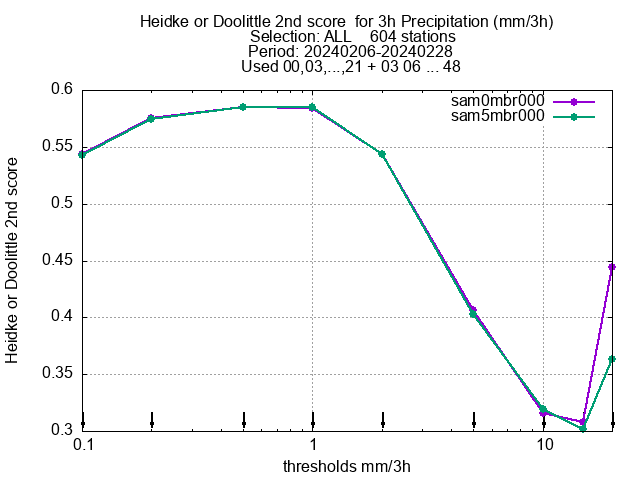 Heidke or Doolittle 2nd score  for 3h Precipitation (mm/3h)
Selection: ALL    604 stations
Period: 20240206-20240228
Used 00,03,...,21 + 03 06 ... 48
sam0mbr000
sam5mbr000
Heidke or Doolittle 2nd score
0.6
0.55
0.5
0.45
0.4
0.35
0.3
0.1 1 10
thresholds mm/3h